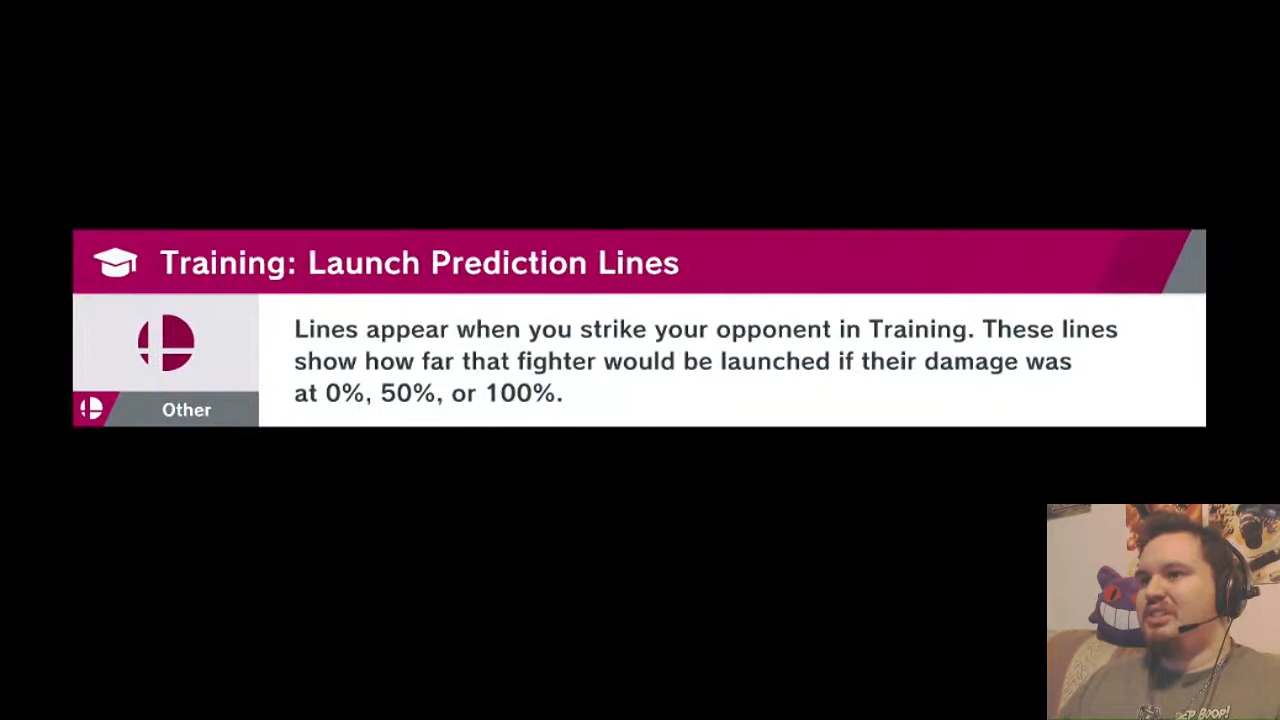 Training: Launch Prediction Lines
Lines appear when you strike your opponent in Training. These lines
show how far that fighter would be launched if their damage was
at 0%, 50%, or 100%.
Other
BOOP!